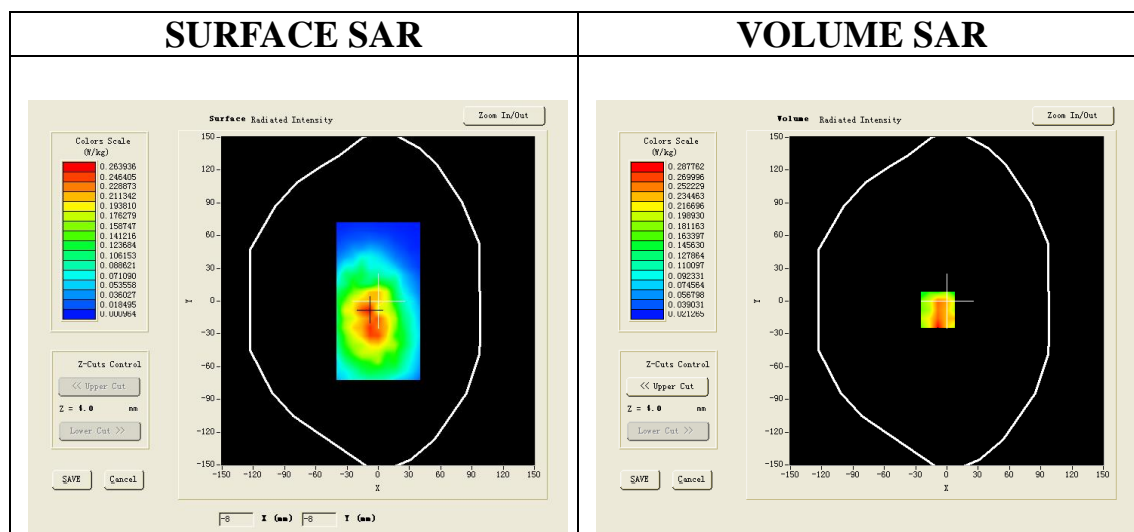 SURFACE SAR
VOLUME SAR
Surface Radiated Intensity
Zoom In/Out
Colors Scale
(W/kg)
0.263936
0.246405
0.228873
0.211342
0.193810
0.176279
0.158747
0.141216
0.123684
0.106153
0.088621
0.071090
0.053558
0.036027
0.018495
0.000964
150
120
90
60
30
0
-30
-60
-90
-120
-150
Y
-150 -120 -90 -60 -30 0 30 60 90 120 150
X
Z-Cuts Control
<< Upper Cut
Z = 4.0 mm
Lower Cut >>
SAVE Cancel
-8 X (mm) -8 Y (mm)
Volume Radiated Intensity
Zoom In/Out
Colors Scale
(W/kg)
0.287762
0.269996
0.252229
0.234463
0.216696
0.198930
0.181163
0.163397
0.145630
0.127864
0.110097
0.092331
0.074564
0.056798
0.039031
0.021265
150
120
90
60
30
0
-30
-60
-90
-120
-150
Y
-150 -120 -90 -60 -30 0 30 60 90 120 150
X
Z-Cuts Control
<< Upper Cut
Z = 4.0 mm
Lower Cut >>
SAVE Cancel